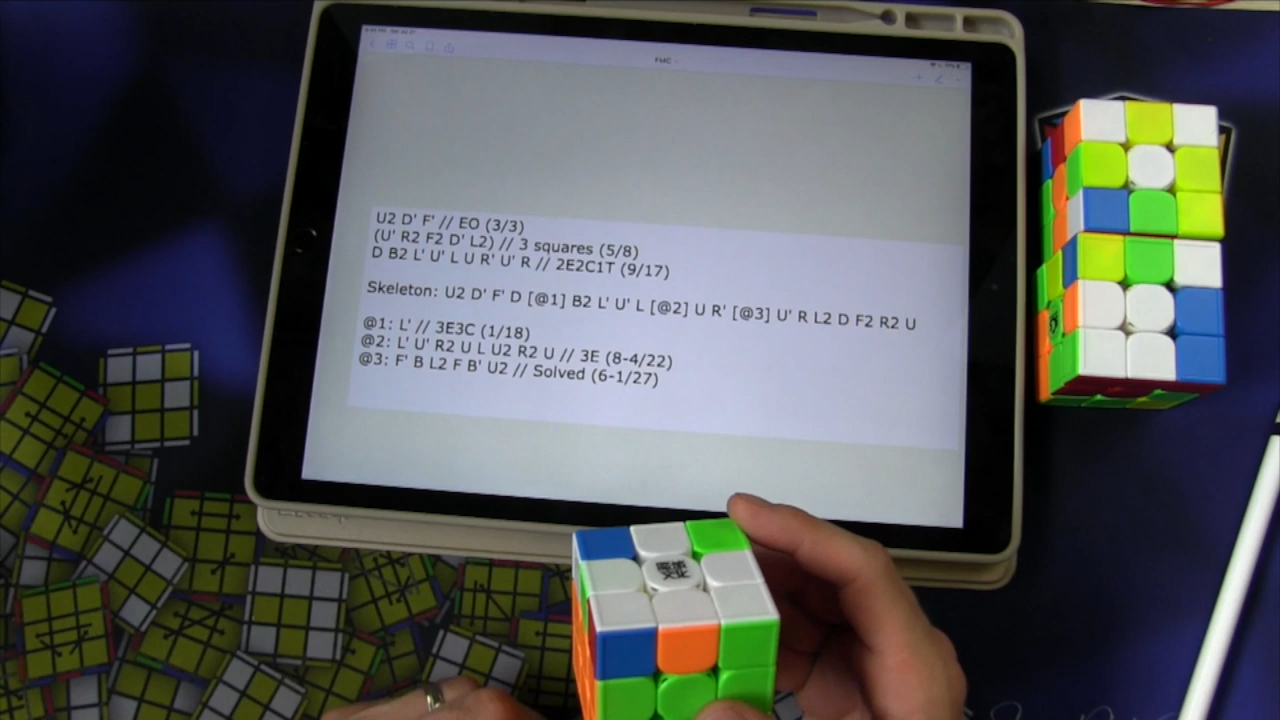 FMC
U2 D' F' // EO (3/3)
(U' R2 F2 D' L2) // 3 squares (5/8)
D B2 L' U' L U R' U' R // 2E2C1T (9/17)
Skeleton: U2 D' F' D [@1] B2 L' U' L [@2] U R' [@3] U' R L2 D F2 R2 U
@1: L' // 3E3C (1/18)
@2: L' U' R2 U L U2 R2 U // 3E (8-4/22)
@3: F' B L2 F B' U2 // Solved (6-1/27)